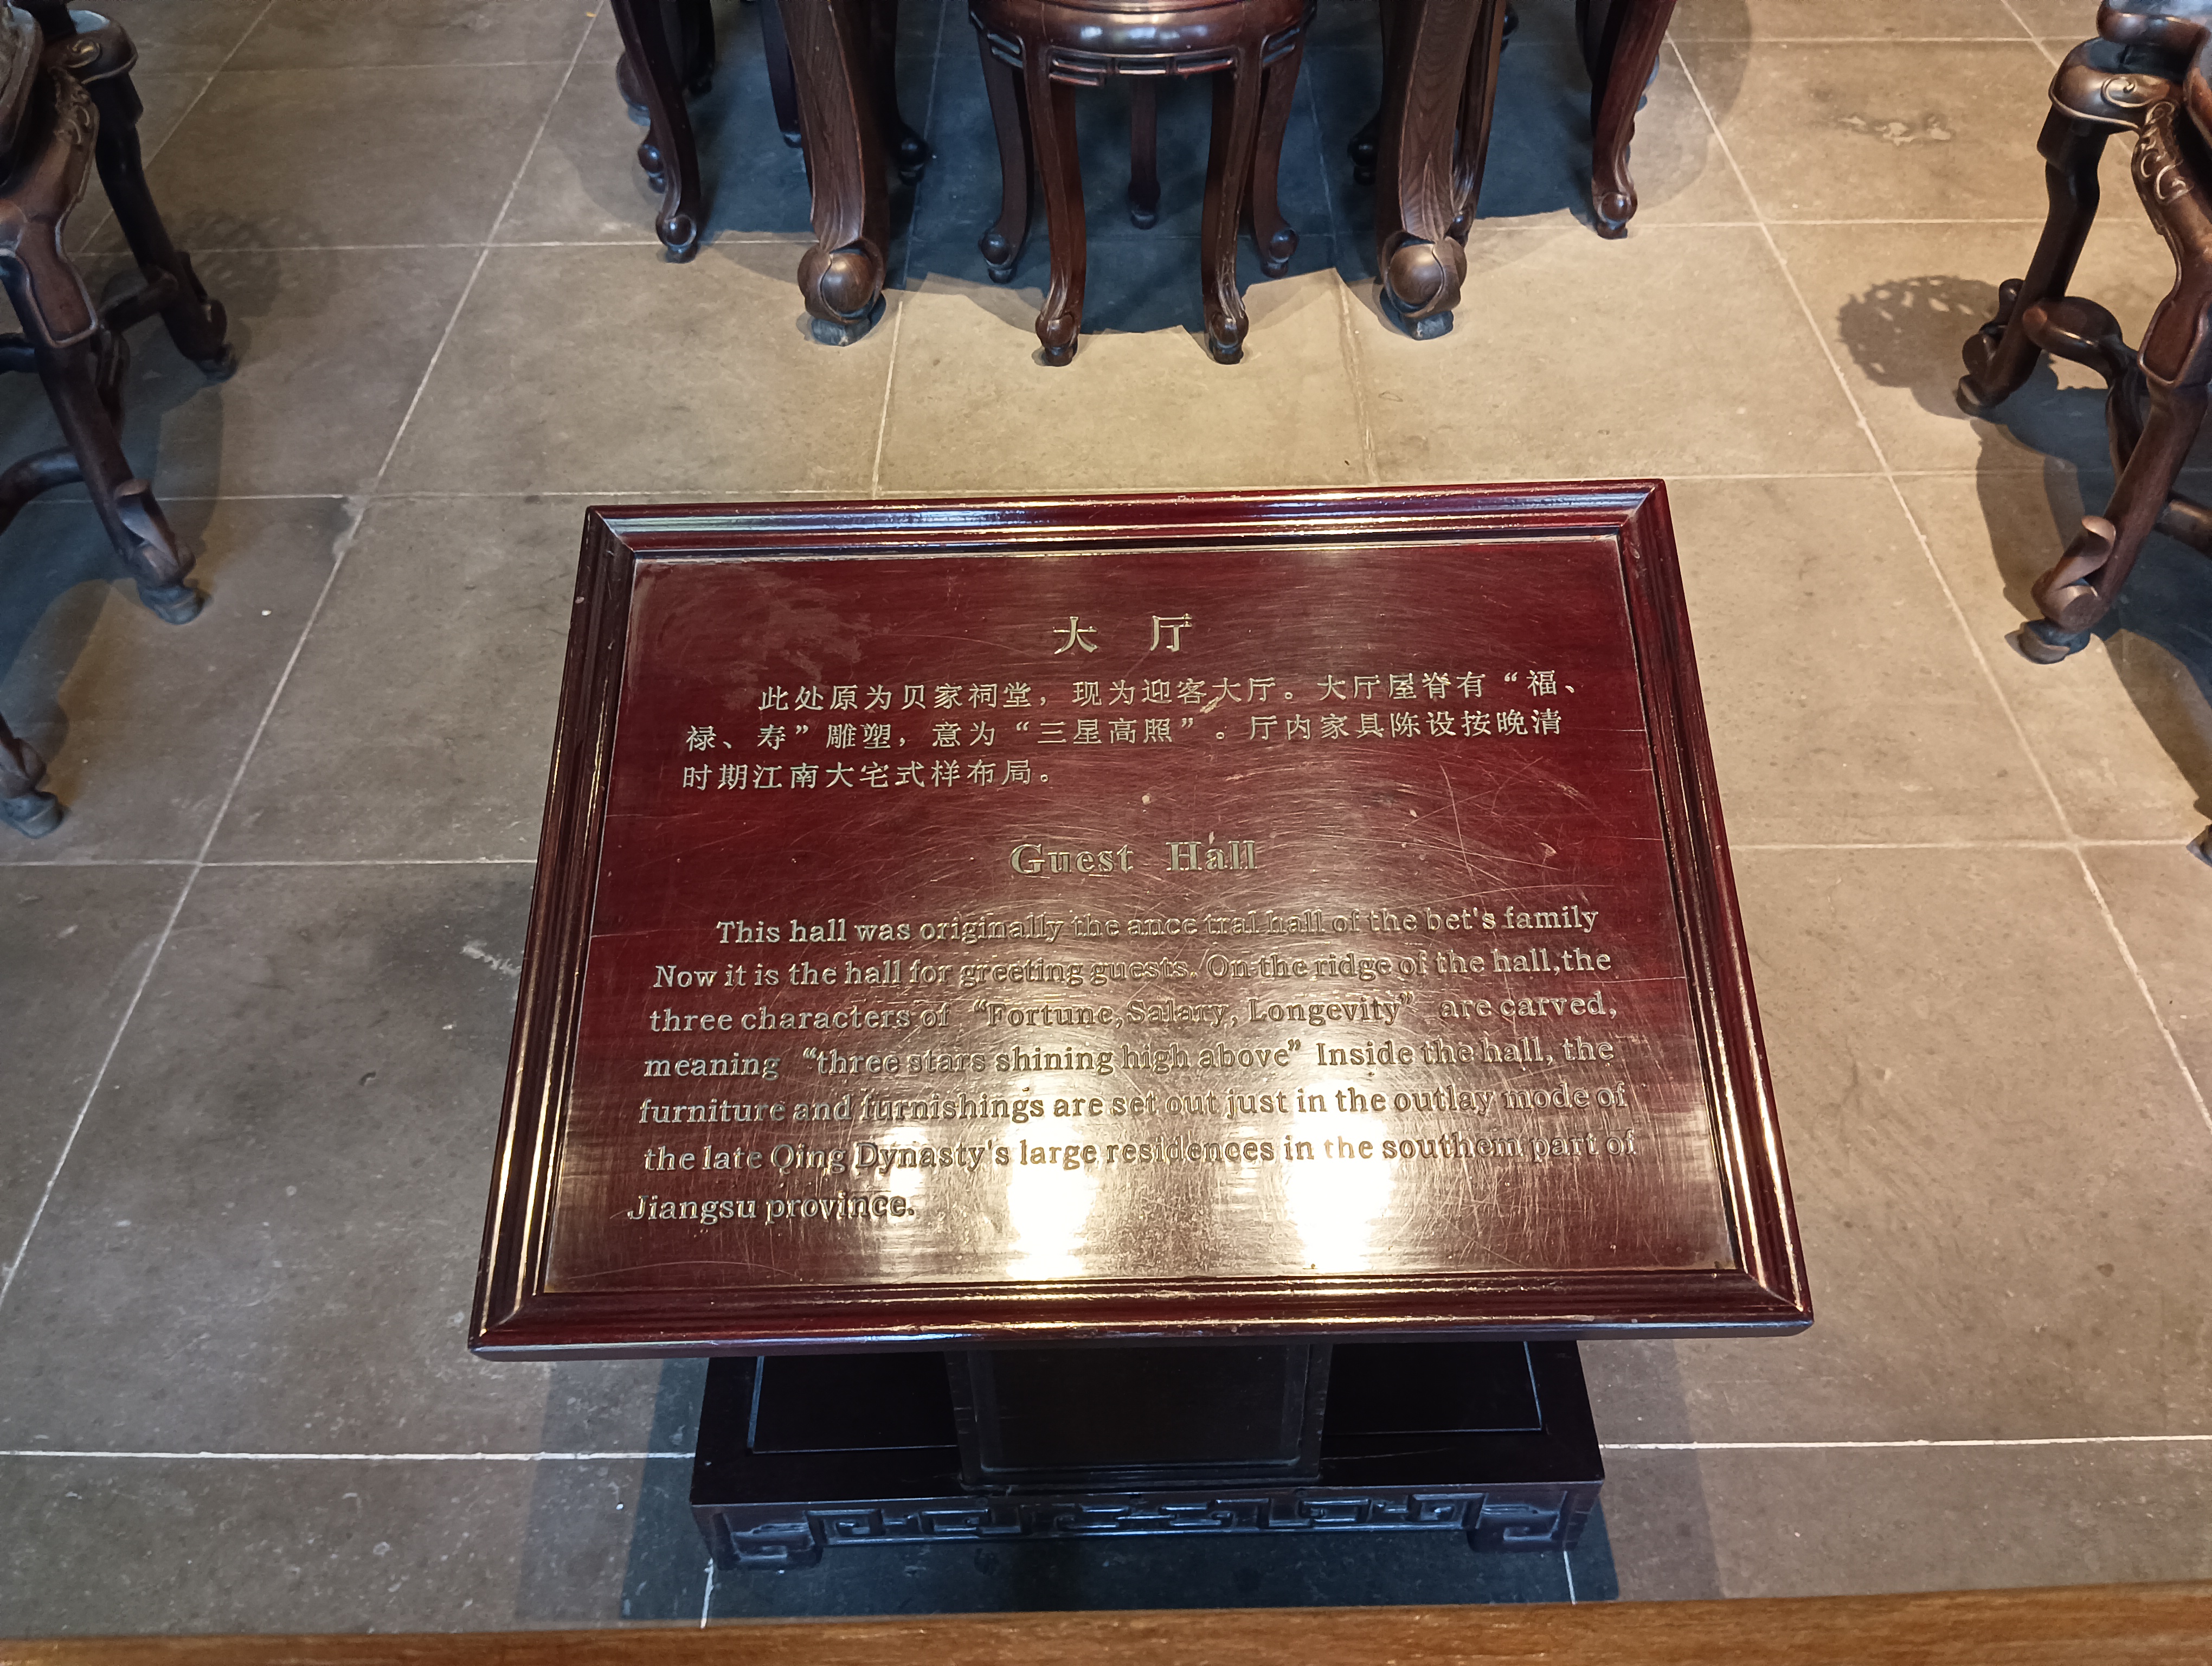 大 厅
此处原为贝家祠堂，现为迎客大厅。大厅屋脊有“福、
禄、寿”雕塑，意为“三星高照”。厅内家具陈设按晚清
时期江南大宅式样布局。
Guest Hall
This hall was originally the ance tral hall of the bet's family
Now it is the hall for greeting guests. On the ridge of the hall,the
three characters of “Fortune,Salary, Longevity” are carved,
meaning “three stars shining high above” Inside the hall, the
furniture and furnishings are set out just in the outlay mode of
the late Qing Dynasty's large residences in the southem part of
Jiangsu province.